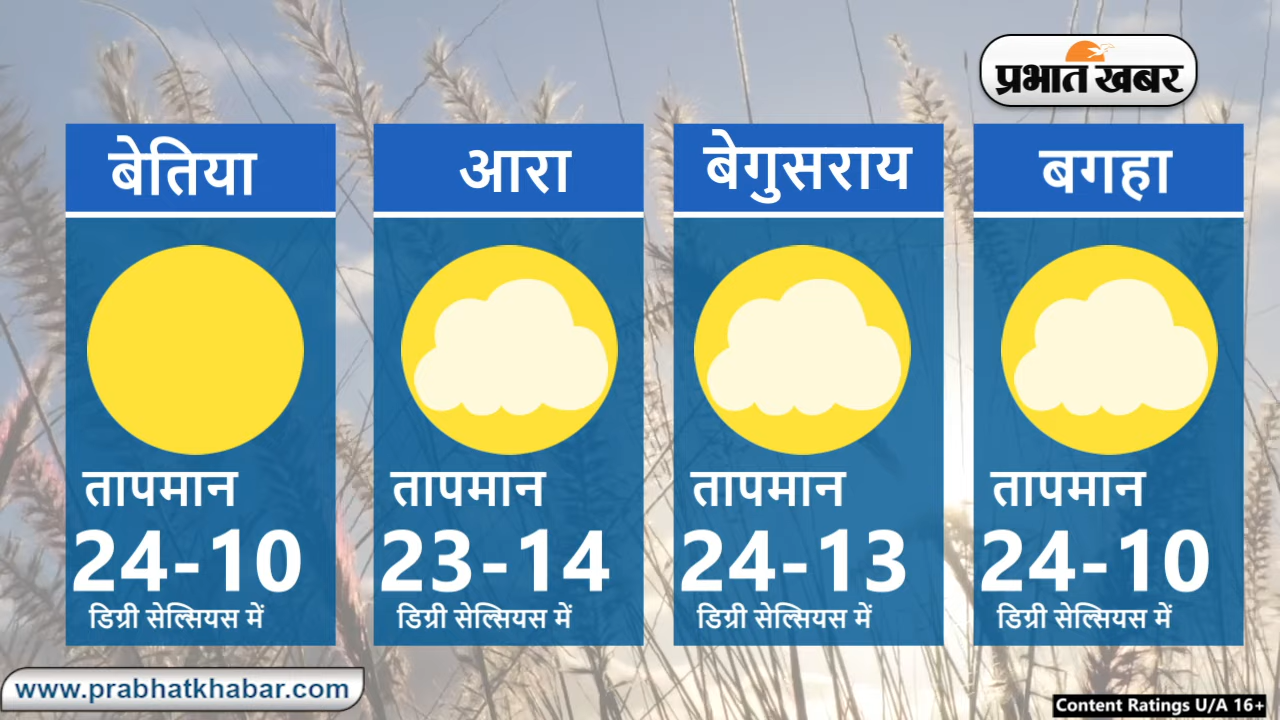 प्रभात खबर
बेतिया
तापमान
24-10
डिग्री सेल्सियस में
आरा
तापमान
23-14
डिग्री सेल्सियस में
बेगुसराय
तापमान
24-13
डिग्री सेल्सियस में
बगहा
तापमान
24-10
डिग्री सेल्सियस में
www.prabhatkhabar.com
Content Ratings U/A 16+